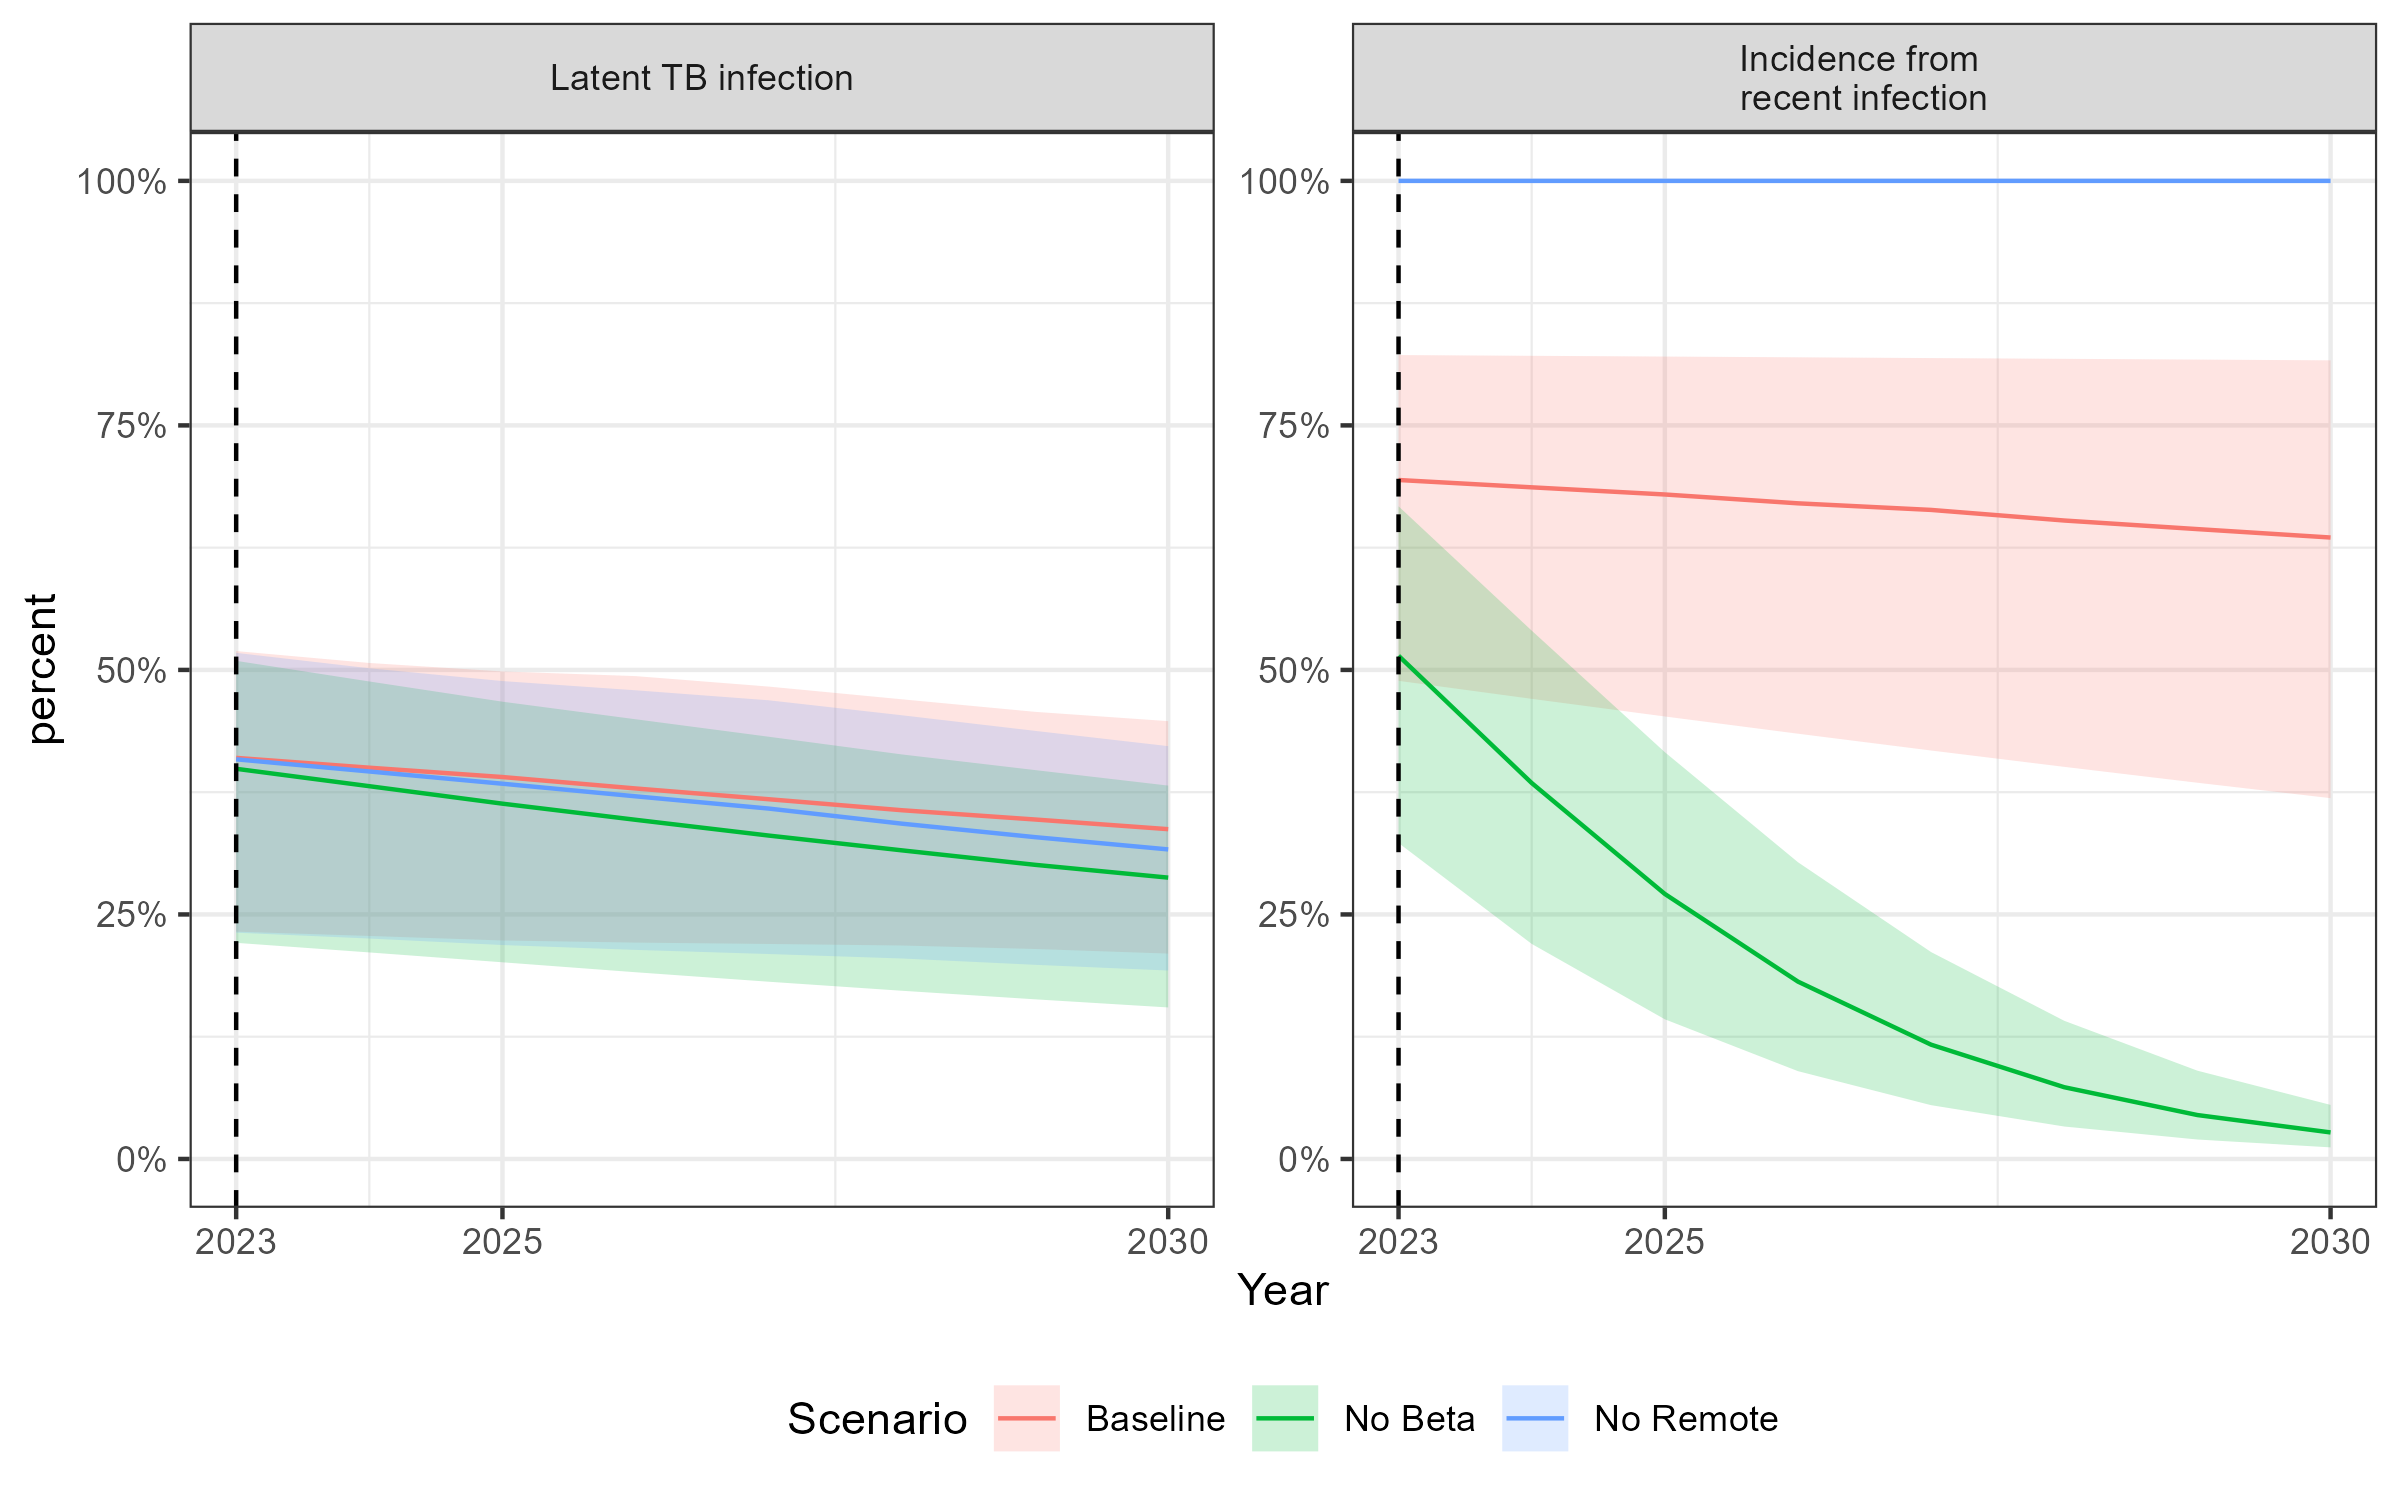 Latent TB infection
Incidence from
recent infection
percent
100%
75%
50%
25%
0%
100%
75%
50%
25%
0%
2023
2025
2030
2023
2025
2030
Year
Scenario
Baseline
No Beta
No Remote